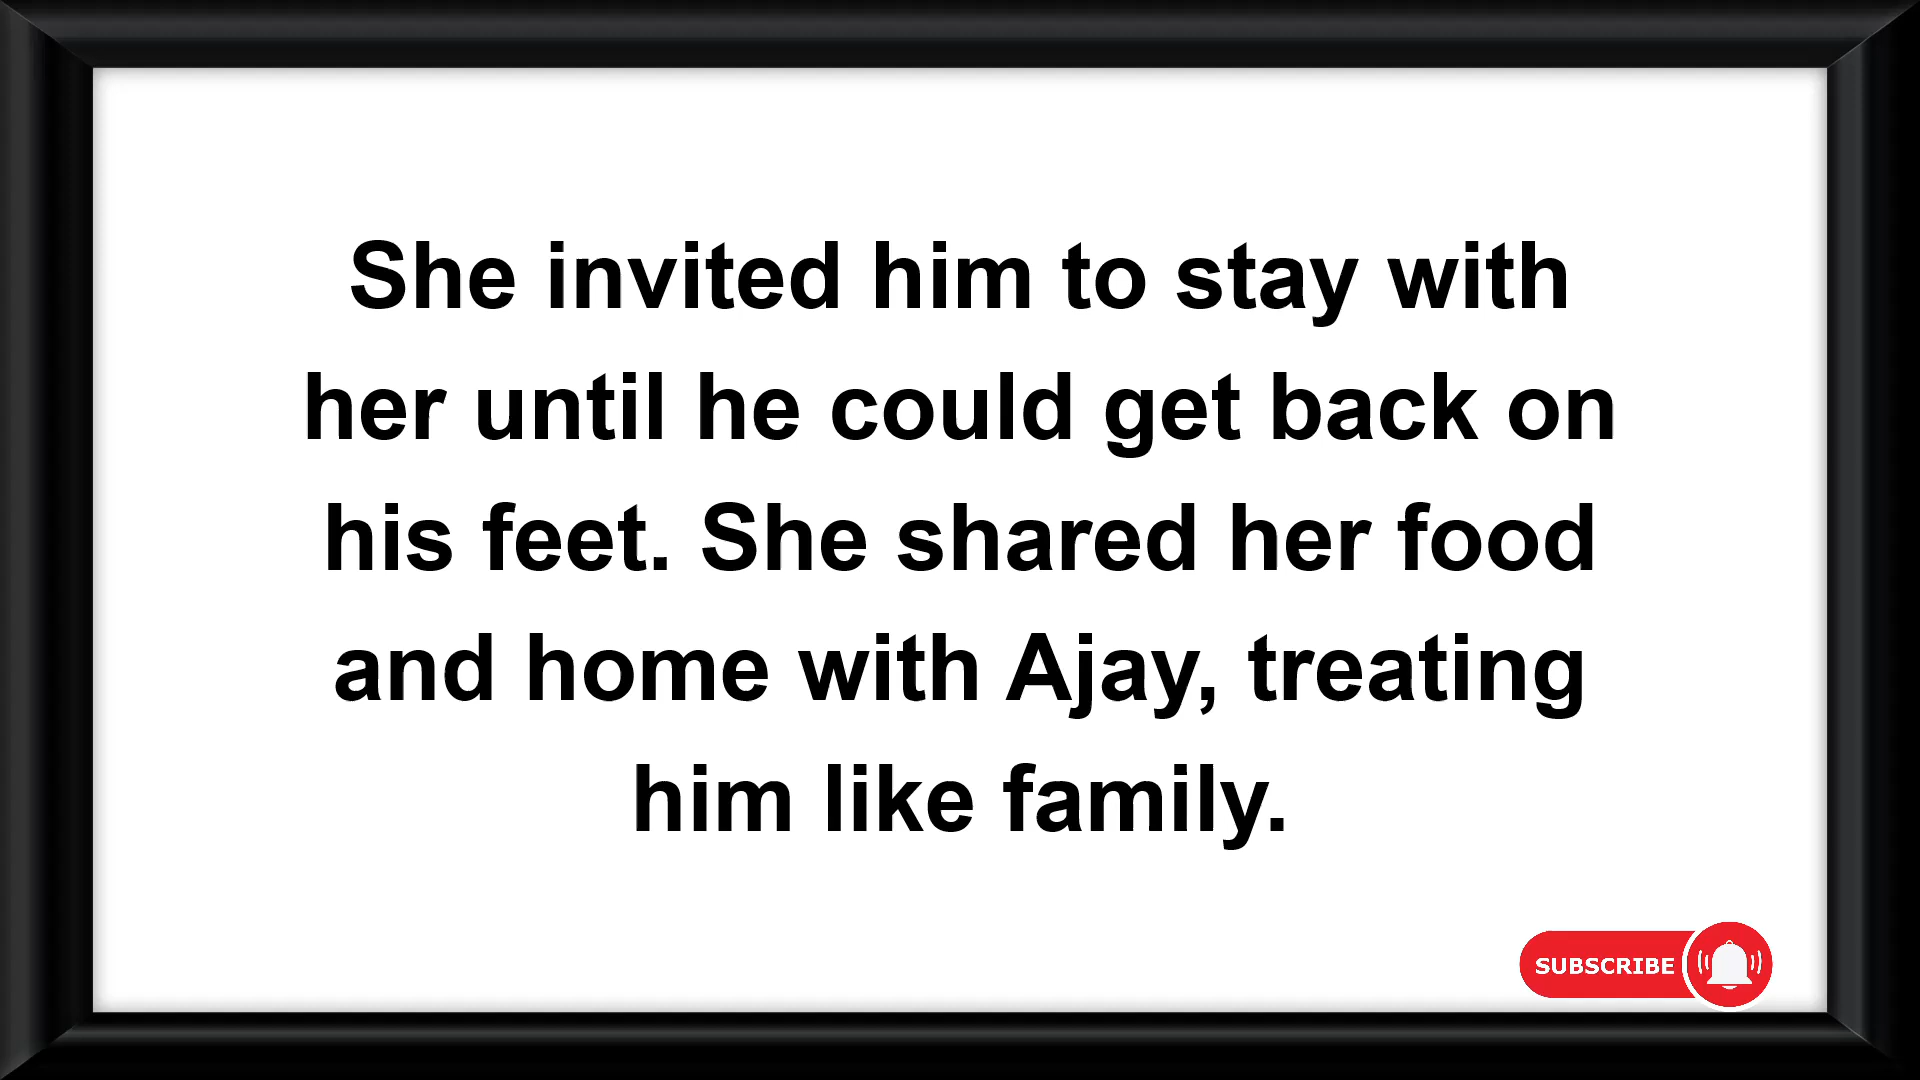 She invited him to stay with
her until he could get back on
his feet. She shared her food
and home with Ajay, treating
him like family.
SUBSCRIBE